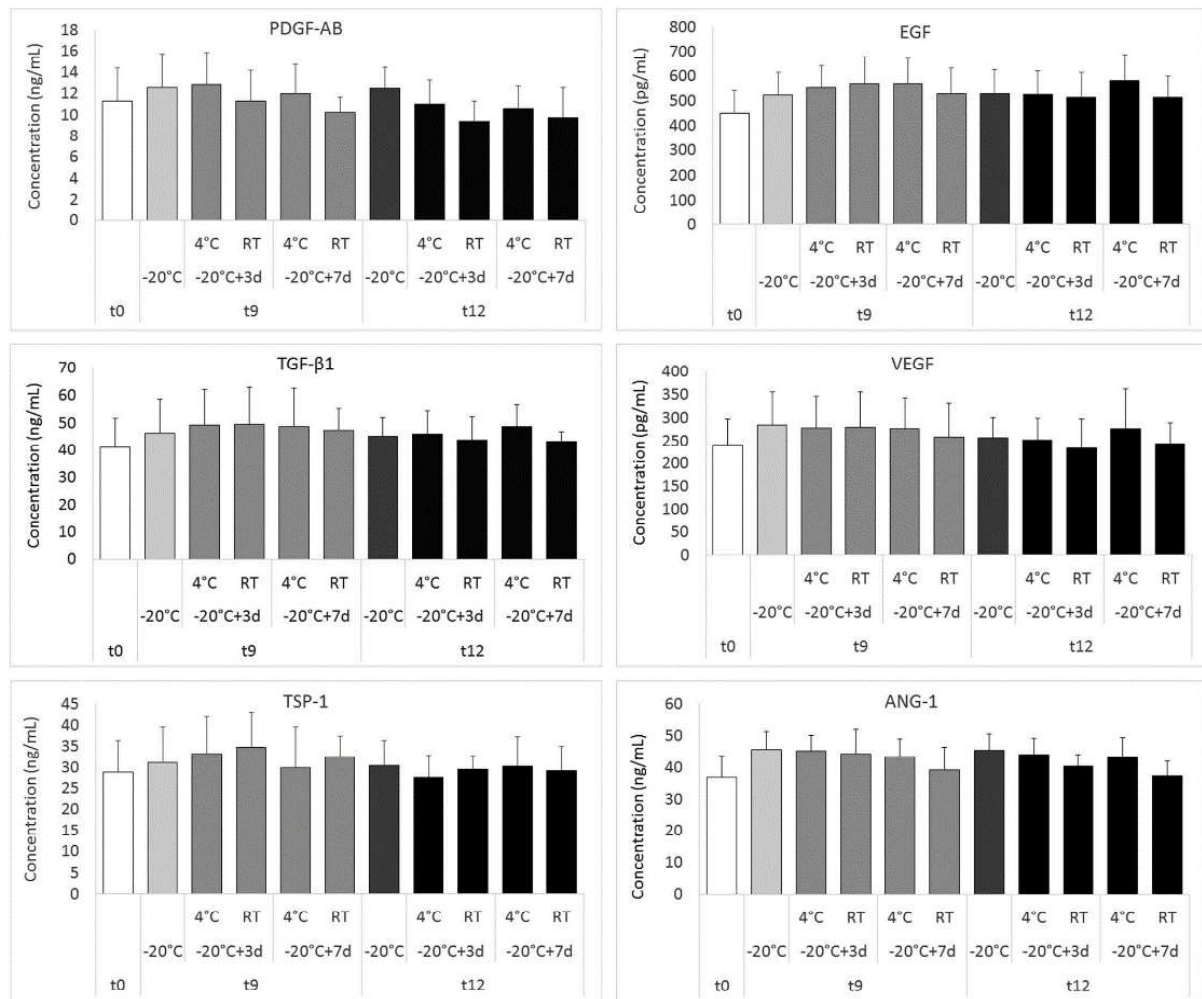 PDGF-AB
Concentration (ng/mL)
18
16
14
12
10
8
6
4
2
0
4°C RT 4°C RT 4°C RT 4°C RT
-20°C -20°C+3d -20°C+7d -20°C -20°C+3d -20°C+7d
t0 t9 t12
EGF
Concentration (pg/mL)
800
700
600
500
400
300
200
100
0
4°C RT 4°C RT 4°C RT 4°C RT
-20°C -20°C+3d -20°C+7d -20°C -20°C+3d -20°C+7d
t0 t9 t12
TGF-β1
Concentration (ng/mL)
70
60
50
40
30
20
10
0
4°C RT 4°C RT 4°C RT 4°C RT
-20°C -20°C+3d -20°C+7d -20°C -20°C+3d -20°C+7d
t0 t9 t12
VEGF
Concentration (pg/mL)
400
350
300
250
200
150
100
50
0
4°C RT 4°C RT 4°C RT 4°C RT
-20°C -20°C+3d -20°C+7d -20°C -20°C+3d -20°C+7d
t0 t9 t12
TSP-1
Concentration (ng/mL)
45
40
35
30
25
20
15
10
5
0
4°C RT 4°C RT 4°C RT 4°C RT
-20°C -20°C+3d -20°C+7d -20°C -20°C+3d -20°C+7d
t0 t9 t12
ANG-1
Concentration (ng/mL)
60
50
40
30
20
10
0
4°C RT 4°C RT 4°C RT 4°C RT
-20°C -20°C+3d -20°C+7d -20°C -20°C+3d -20°C+7d
t0 t9 t12